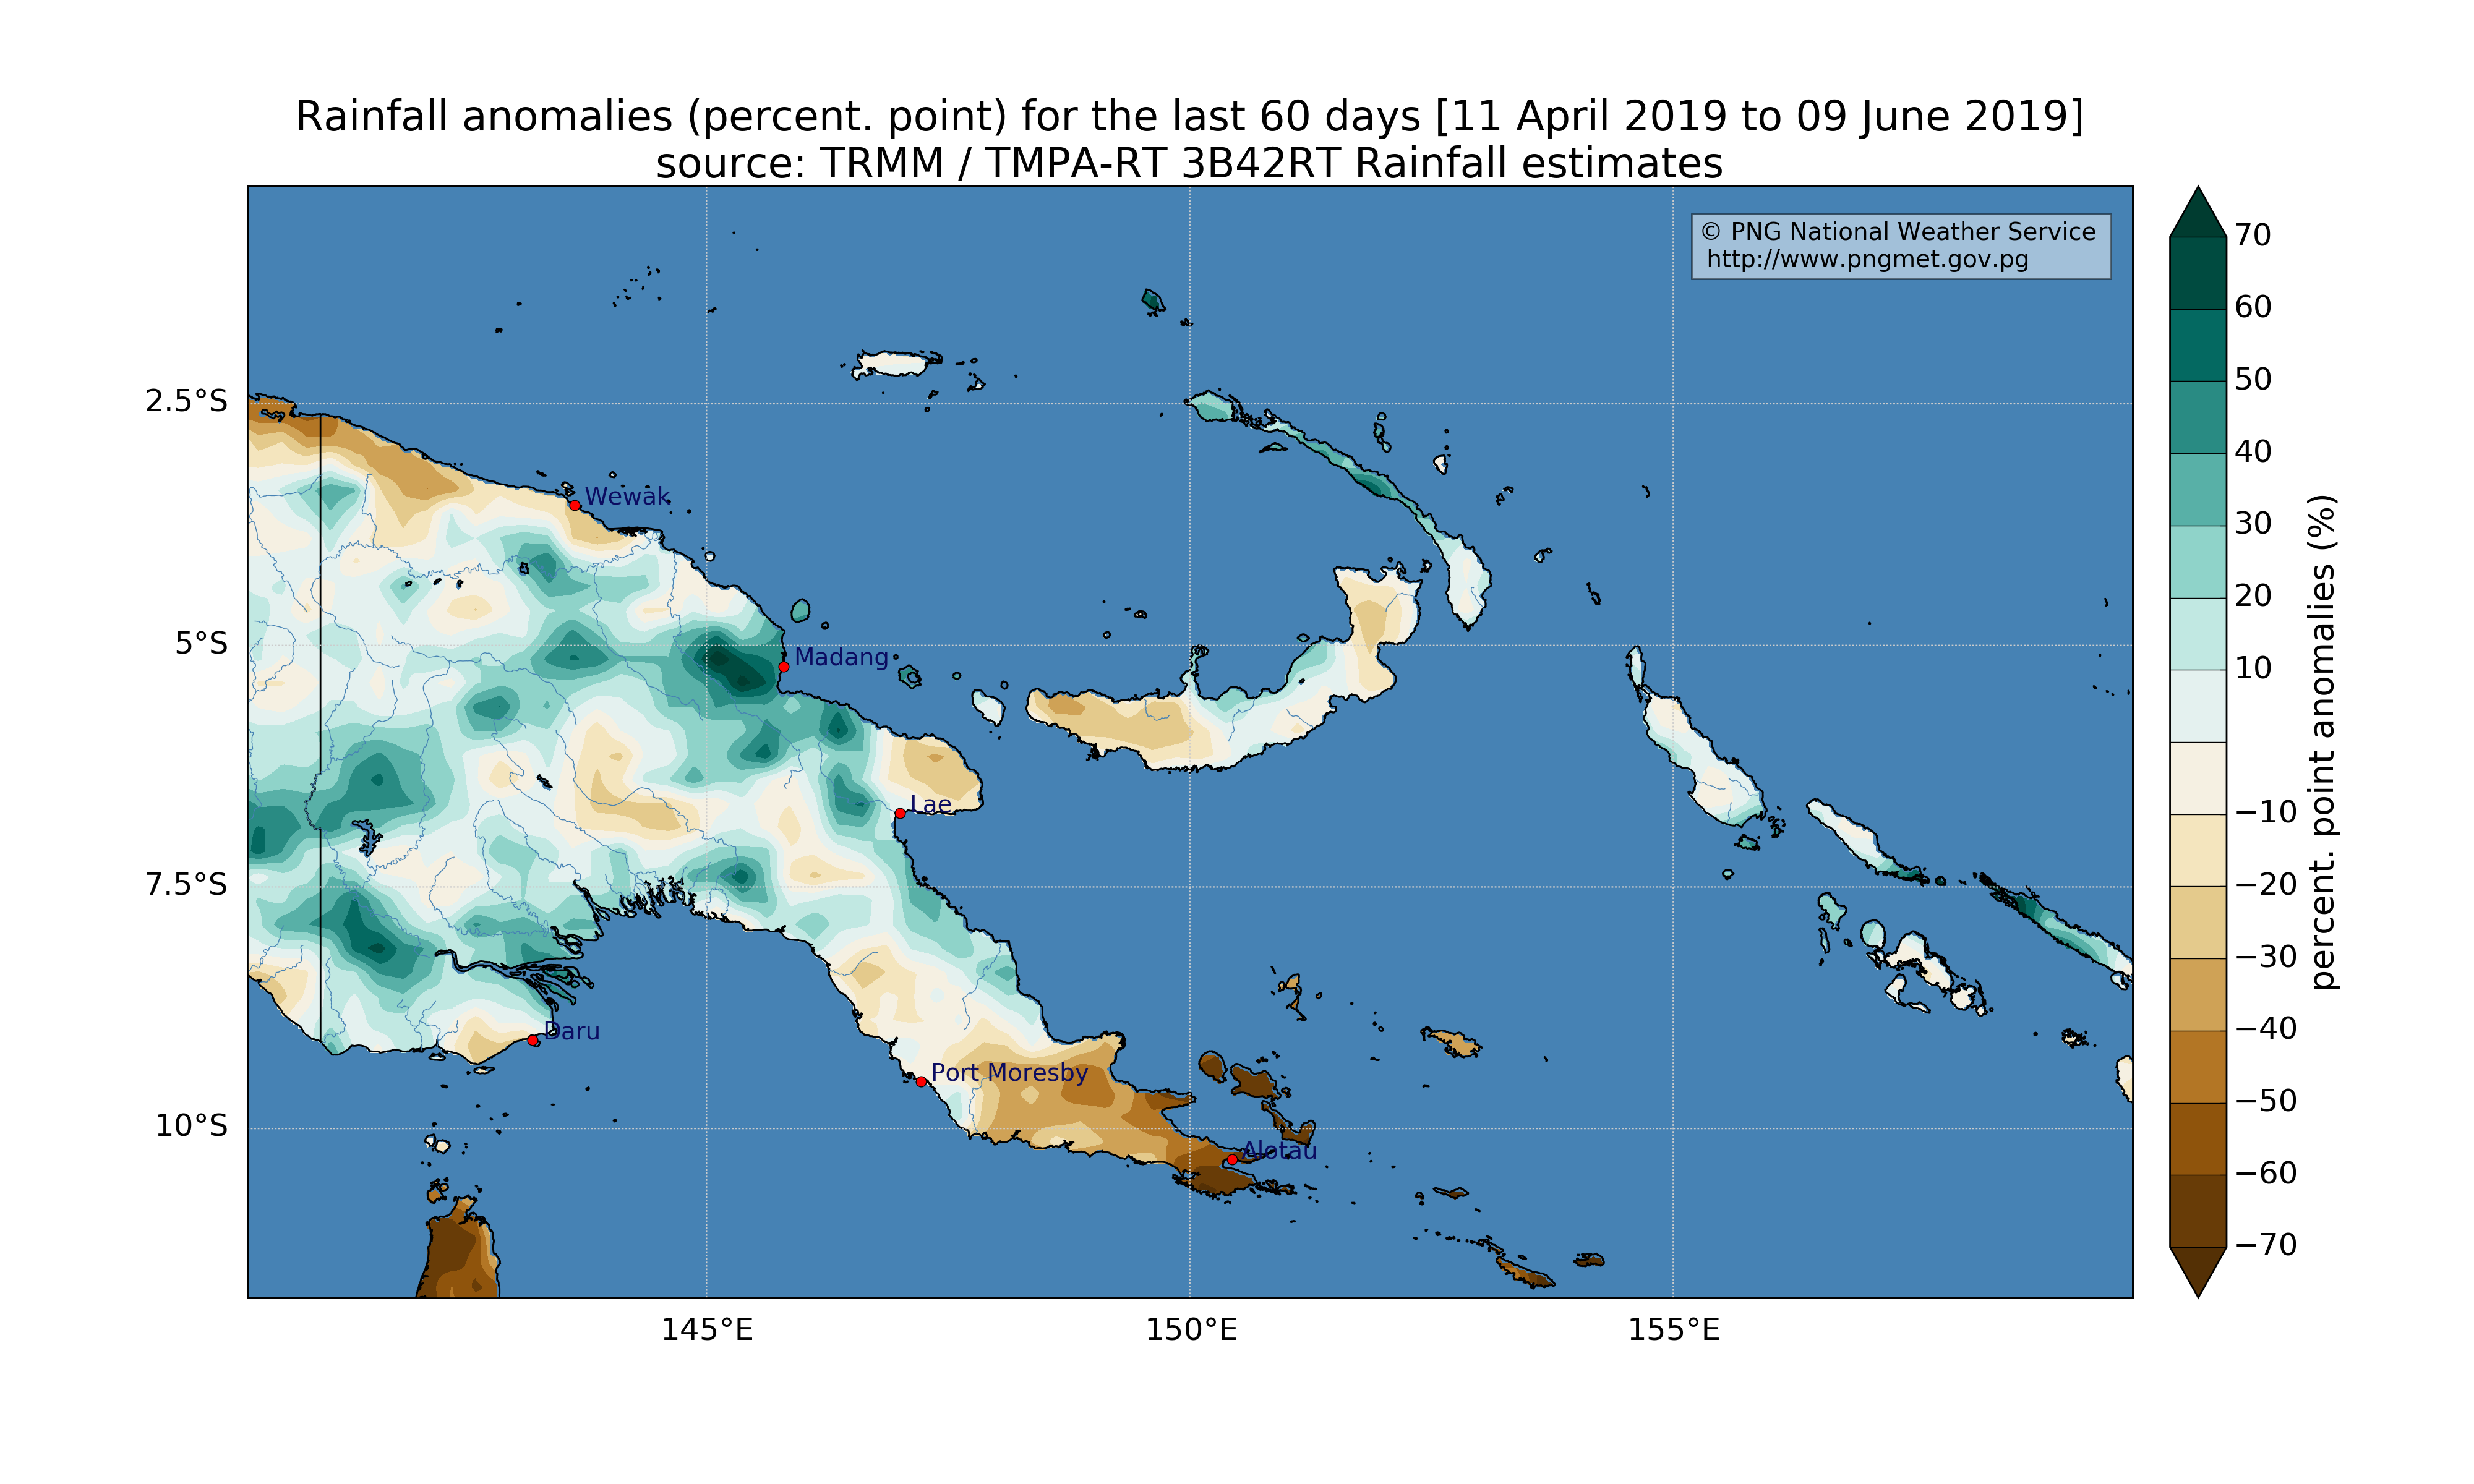 Rainfall anomalies (percent. point) for the last 60 days [11 April 2019 to 09 June 2019]
source: TRMM / TMPA-RT 3B42RT Rainfall estimates
© PNG National Weather Service
http://www.pngmet.gov.pg
2.5°S
5°S
7.5°S
10°S
Wewak
Madang
Lae
Daru
Port Moresby
Alotau
145°E
150°E
155°E
70
60
50
40
30
20
10
−10
−20
−30
−40
−50
−60
−70
percent. point anomalies (%)